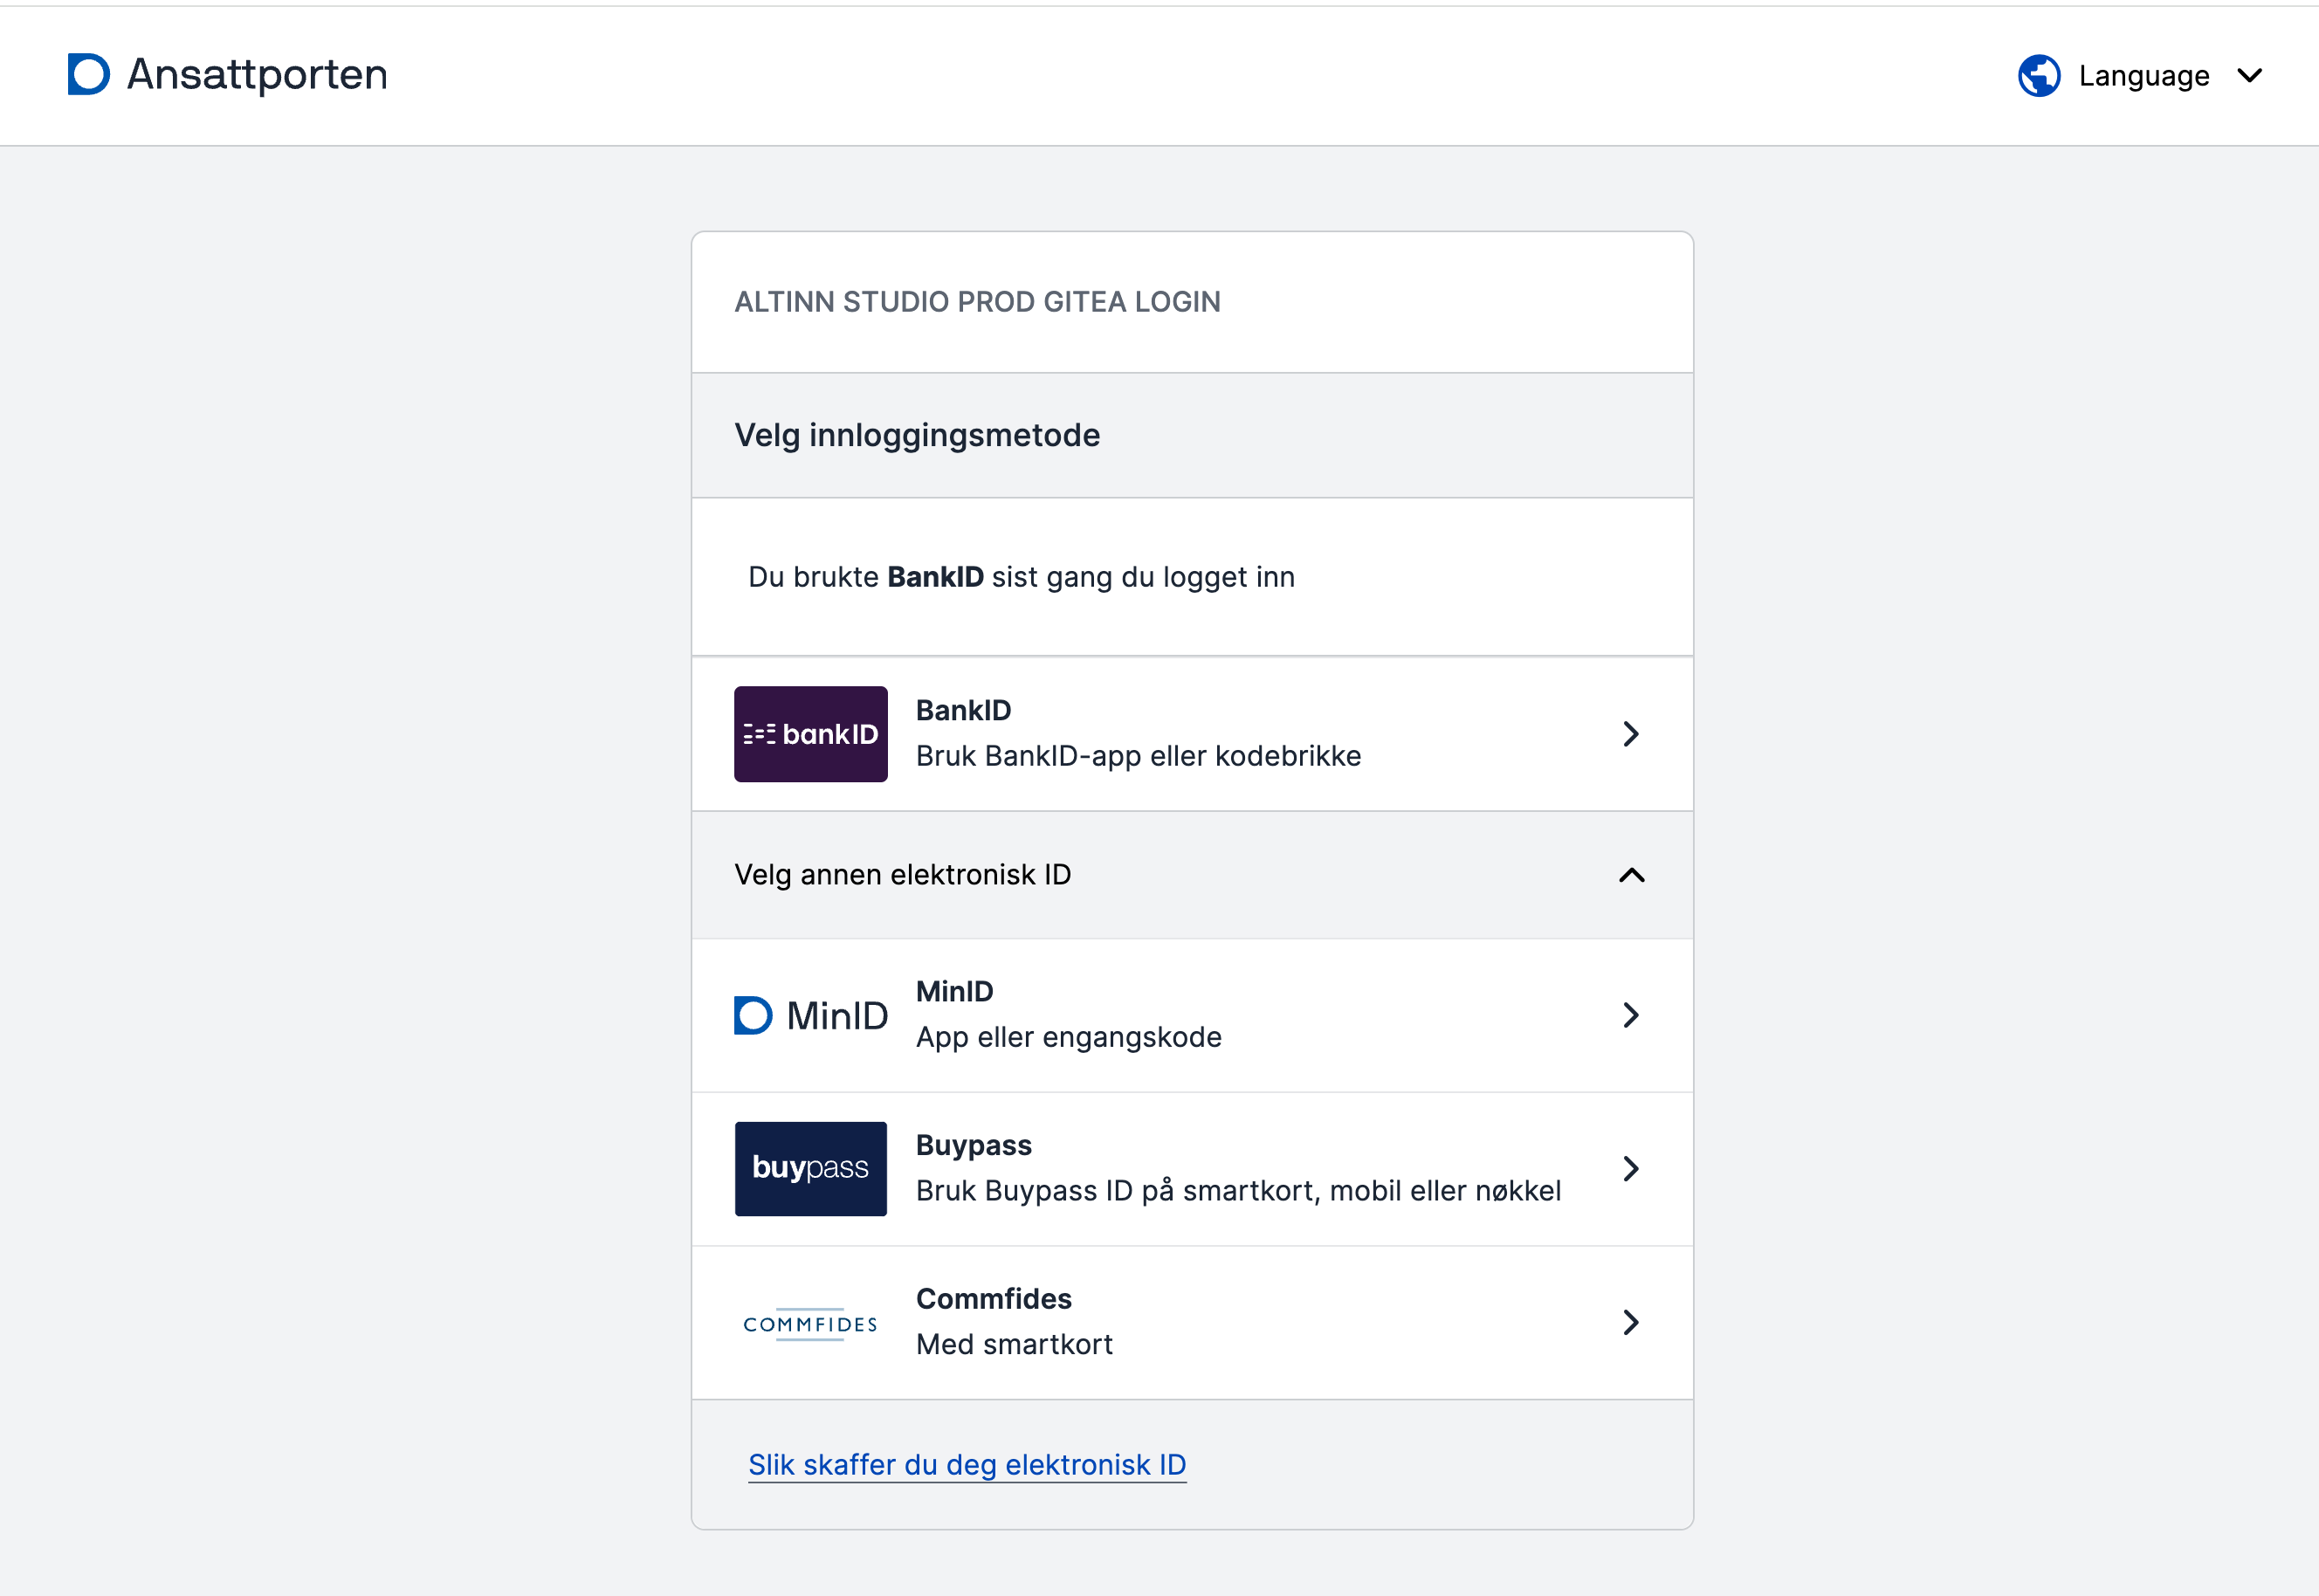 Ansattporten
Language
ALTINN STUDIO PROD GITEA LOGIN
Velg innloggingsmetode
Du brukte BankID sist gang du logget inn
bankID
BankID
Bruk BankID-app eller kodebrikke
Velg annen elektronisk ID
MinID
MinID
App eller engangskode
buypass
Buypass
Bruk Buypass ID på smartkort, mobil eller nøkkel
COMMFIDES
Commfides
Med smartkort
Slik skaffer du deg elektronisk ID